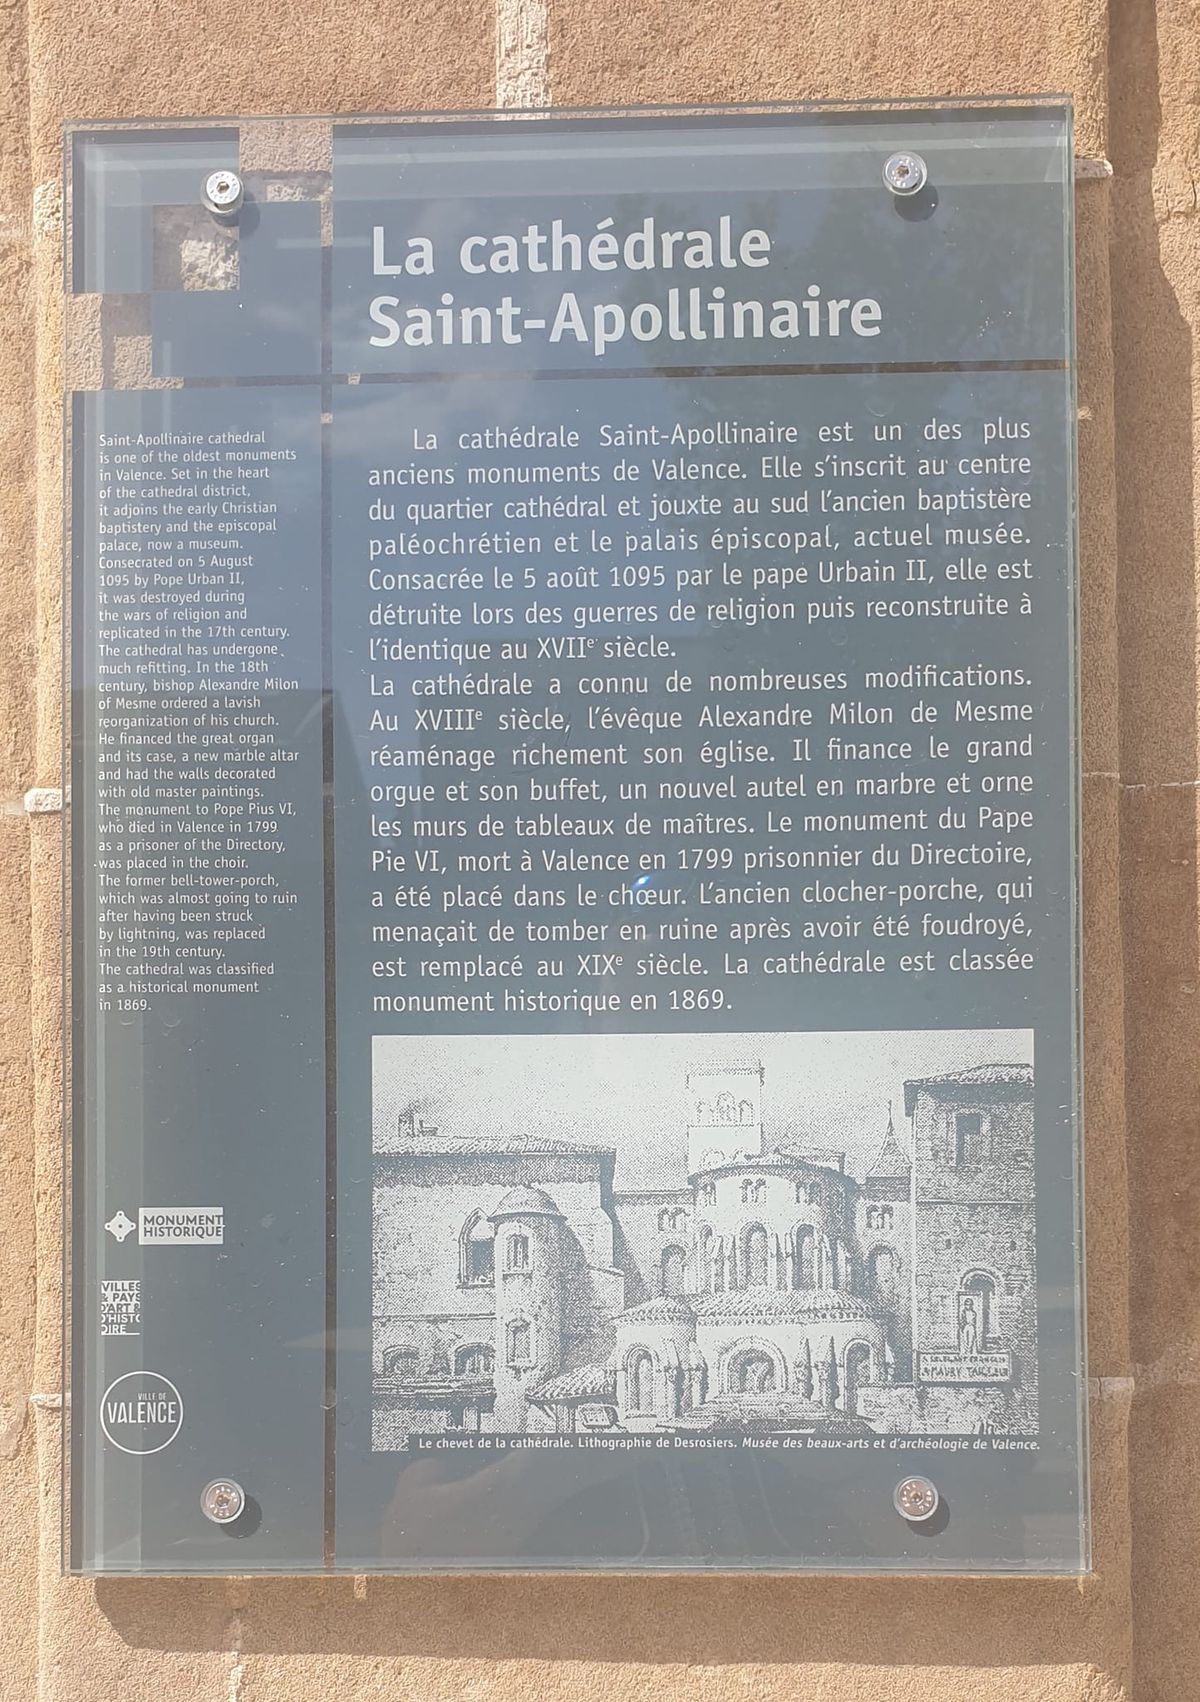 La cathédrale
Saint-Apollinaire
Saint-Apollinaire cathedral
is one of the oldest monuments
in Valence. Set in the heart
of the cathedral district,
it adjoins the early Christian
baptistery and the episcopal
palace, now a museum.
Consecrated on 5 August
1095 by Pope Urban II,
it was destroyed during
the wars of religion and
replicated in the 17th century.
The cathedral has undergone
much refitting. In the 18th
century, bishop Alexandre Milon
of Mesme ordered a lavish
reorganization of his church.
He financed the great organ
and its case, a new marble altar
and had the walls decorated
with old master paintings.
The monument to Pope Pius VI,
who died in Valence in 1799
as a prisoner of the Directory,
was placed in the choir.
The former bell-tower-porch,
which was almost going to ruin
after having been struck
by lightning, was replaced
in the 19th century.
The cathedral was classified
as a historical monument
in 1869.
La cathédrale Saint-Apollinaire est un des plus
anciens monuments de Valence. Elle s'inscrit au centre
du quartier cathédral et jouxte au sud l'ancien baptistère
paléochrétien et le palais épiscopal, actuel musée.
Consacrée le 5 août 1095 par le pape Urbain II, elle est
détruite lors des guerres de religion puis reconstruite à
l'identique au XVIIe siècle.
La cathédrale a connu de nombreuses modifications.
Au XVIIIe siècle, l'évêque Alexandre Milon de Mesme
réaménage richement son église. Il finance le grand
orgue et son buffet, un nouvel autel en marbre et orne
les murs de tableaux de maîtres. Le monument du Pape
Pie VI, mort à Valence en 1799 prisonnier du Directoire,
a été placé dans le chœur. L'ancien clocher-porche, qui
menaçait de tomber en ruine après avoir été foudroyé,
est remplacé au XIXe siècle. La cathédrale est classée
monument historique en 1869.
MONUMENT
HISTORIQUE
VILLES
& PAYS
D'ART &
D'HISTO
IRE
VILLE DE
VALENCE
MAURY TAILLEUR
Le chevet de la cathédrale. Lithographie de Desrosiers. Musée des beaux-arts et d'archéologie de Valence.